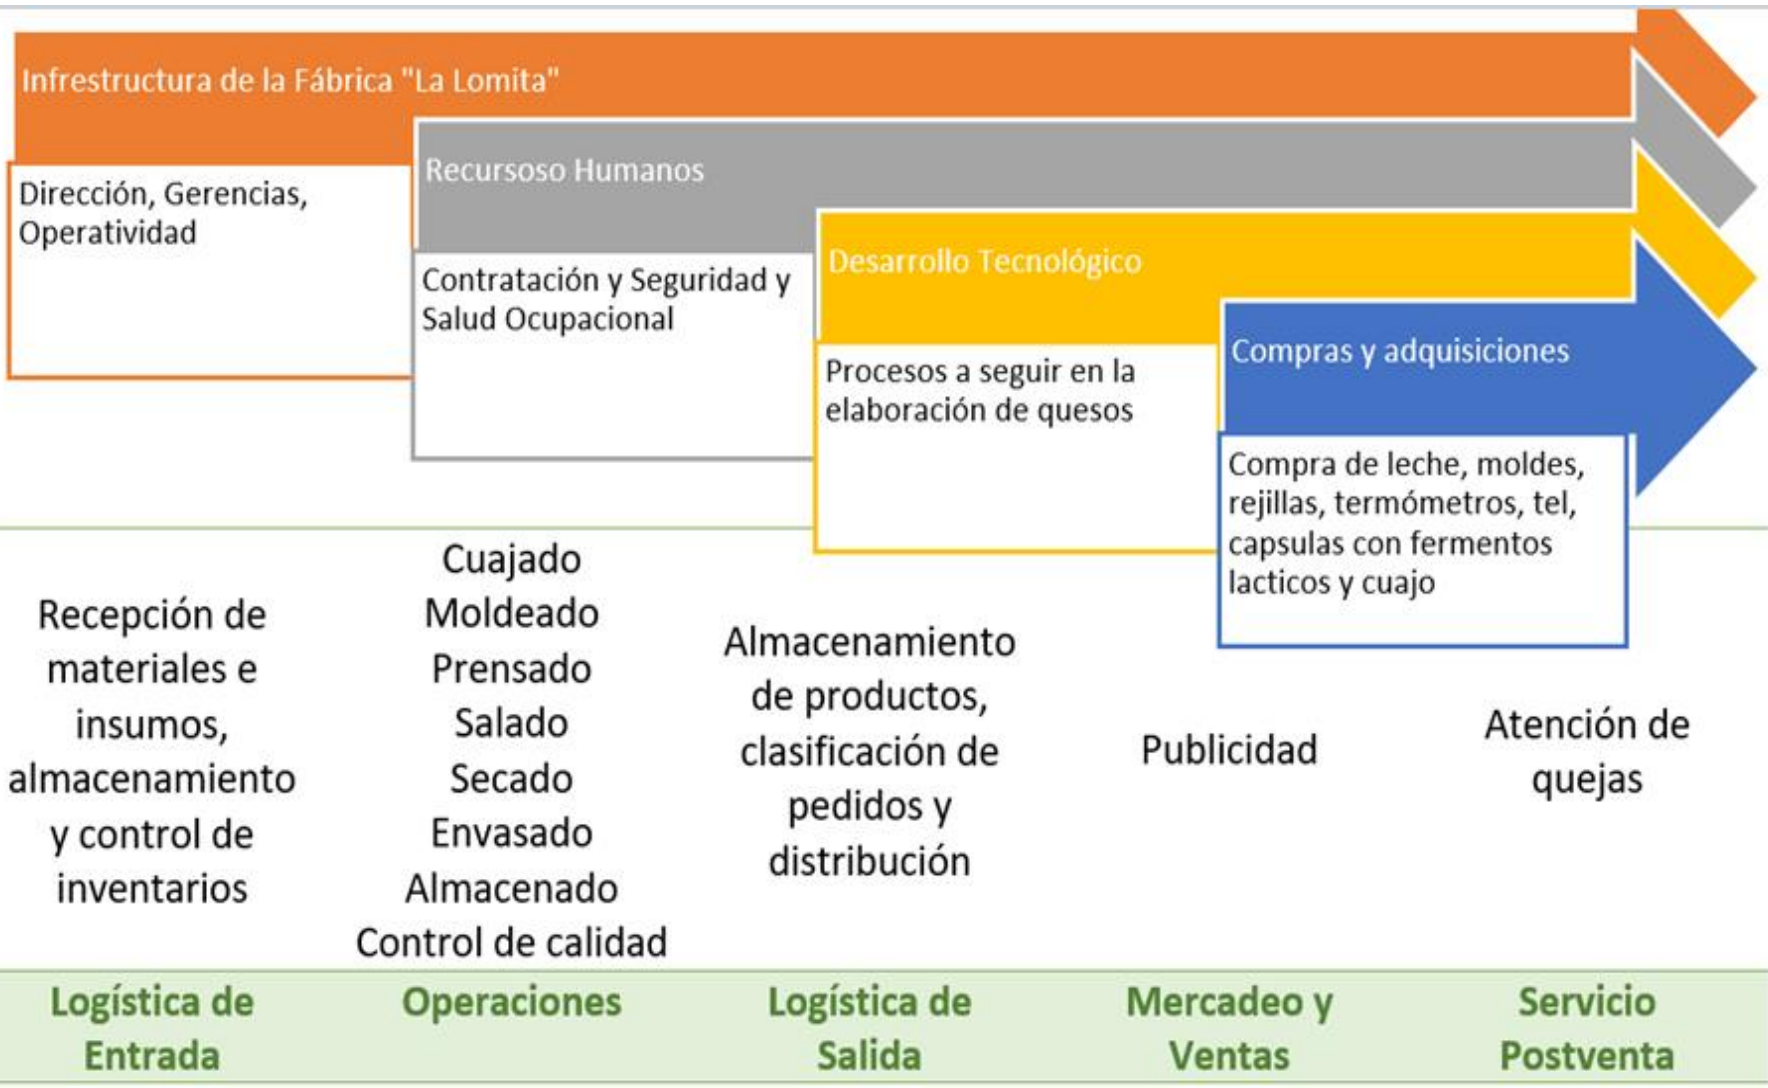 Infrestructura de la Fábrica "La Lomita"
Dirección, Gerencias,
Operatividad
Recursoso Humanos
Contratación y Seguridad y
Salud Ocupacional
Desarrollo Tecnológico
Procesos a seguir en la
elaboración de quesos
Compras y adquisiciones
Compra de leche, moldes,
rejillas, termómetros, tel,
capsulas con fermentos
lacticos y cuajo
Recepción de
materiales e
insumos,
almacenamiento
y control de
inventarios
Cuajado
Moldeado
Prensado
Salado
Secado
Envasado
Almacenado
Control de calidad
Almacenamiento
de productos,
clasificación de
pedidos y
distribución
Publicidad
Atención de
quejas
Logística de
Entrada
Operaciones
Logística de
Salida
Mercadeo y
Ventas
Servicio
Postventa